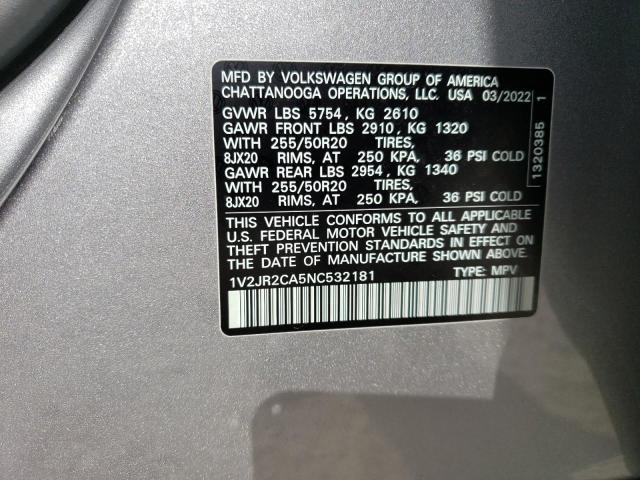 MFD BY VOLKSWAGEN GROUP OF AMERICA
CHATTANOOGA OPERATIONS, LLC. USA 03/2022
GVWR LBS 5754 , KG 2610
GAWR FRONT LBS 2910 , KG 1320
WITH 255/50R20 TIRES,
8JX20 RIMS, AT 250 KPA, 36 PSI COLD
GAWR REAR LBS 2954 , KG 1340
WITH 255/50R20 TIRES,
8JX20 RIMS, AT 250 KPA, 36 PSI COLD
THIS VEHICLE CONFORMS TO ALL APPLICABLE
U.S. FEDERAL MOTOR VEHICLE SAFETY AND
THEFT PREVENTION STANDARDS IN EFFECT ON
THE DATE OF MANUFACTURE SHOWN ABOVE.
1V2JR2CA5NC532181 TYPE: MPV
1320385 1